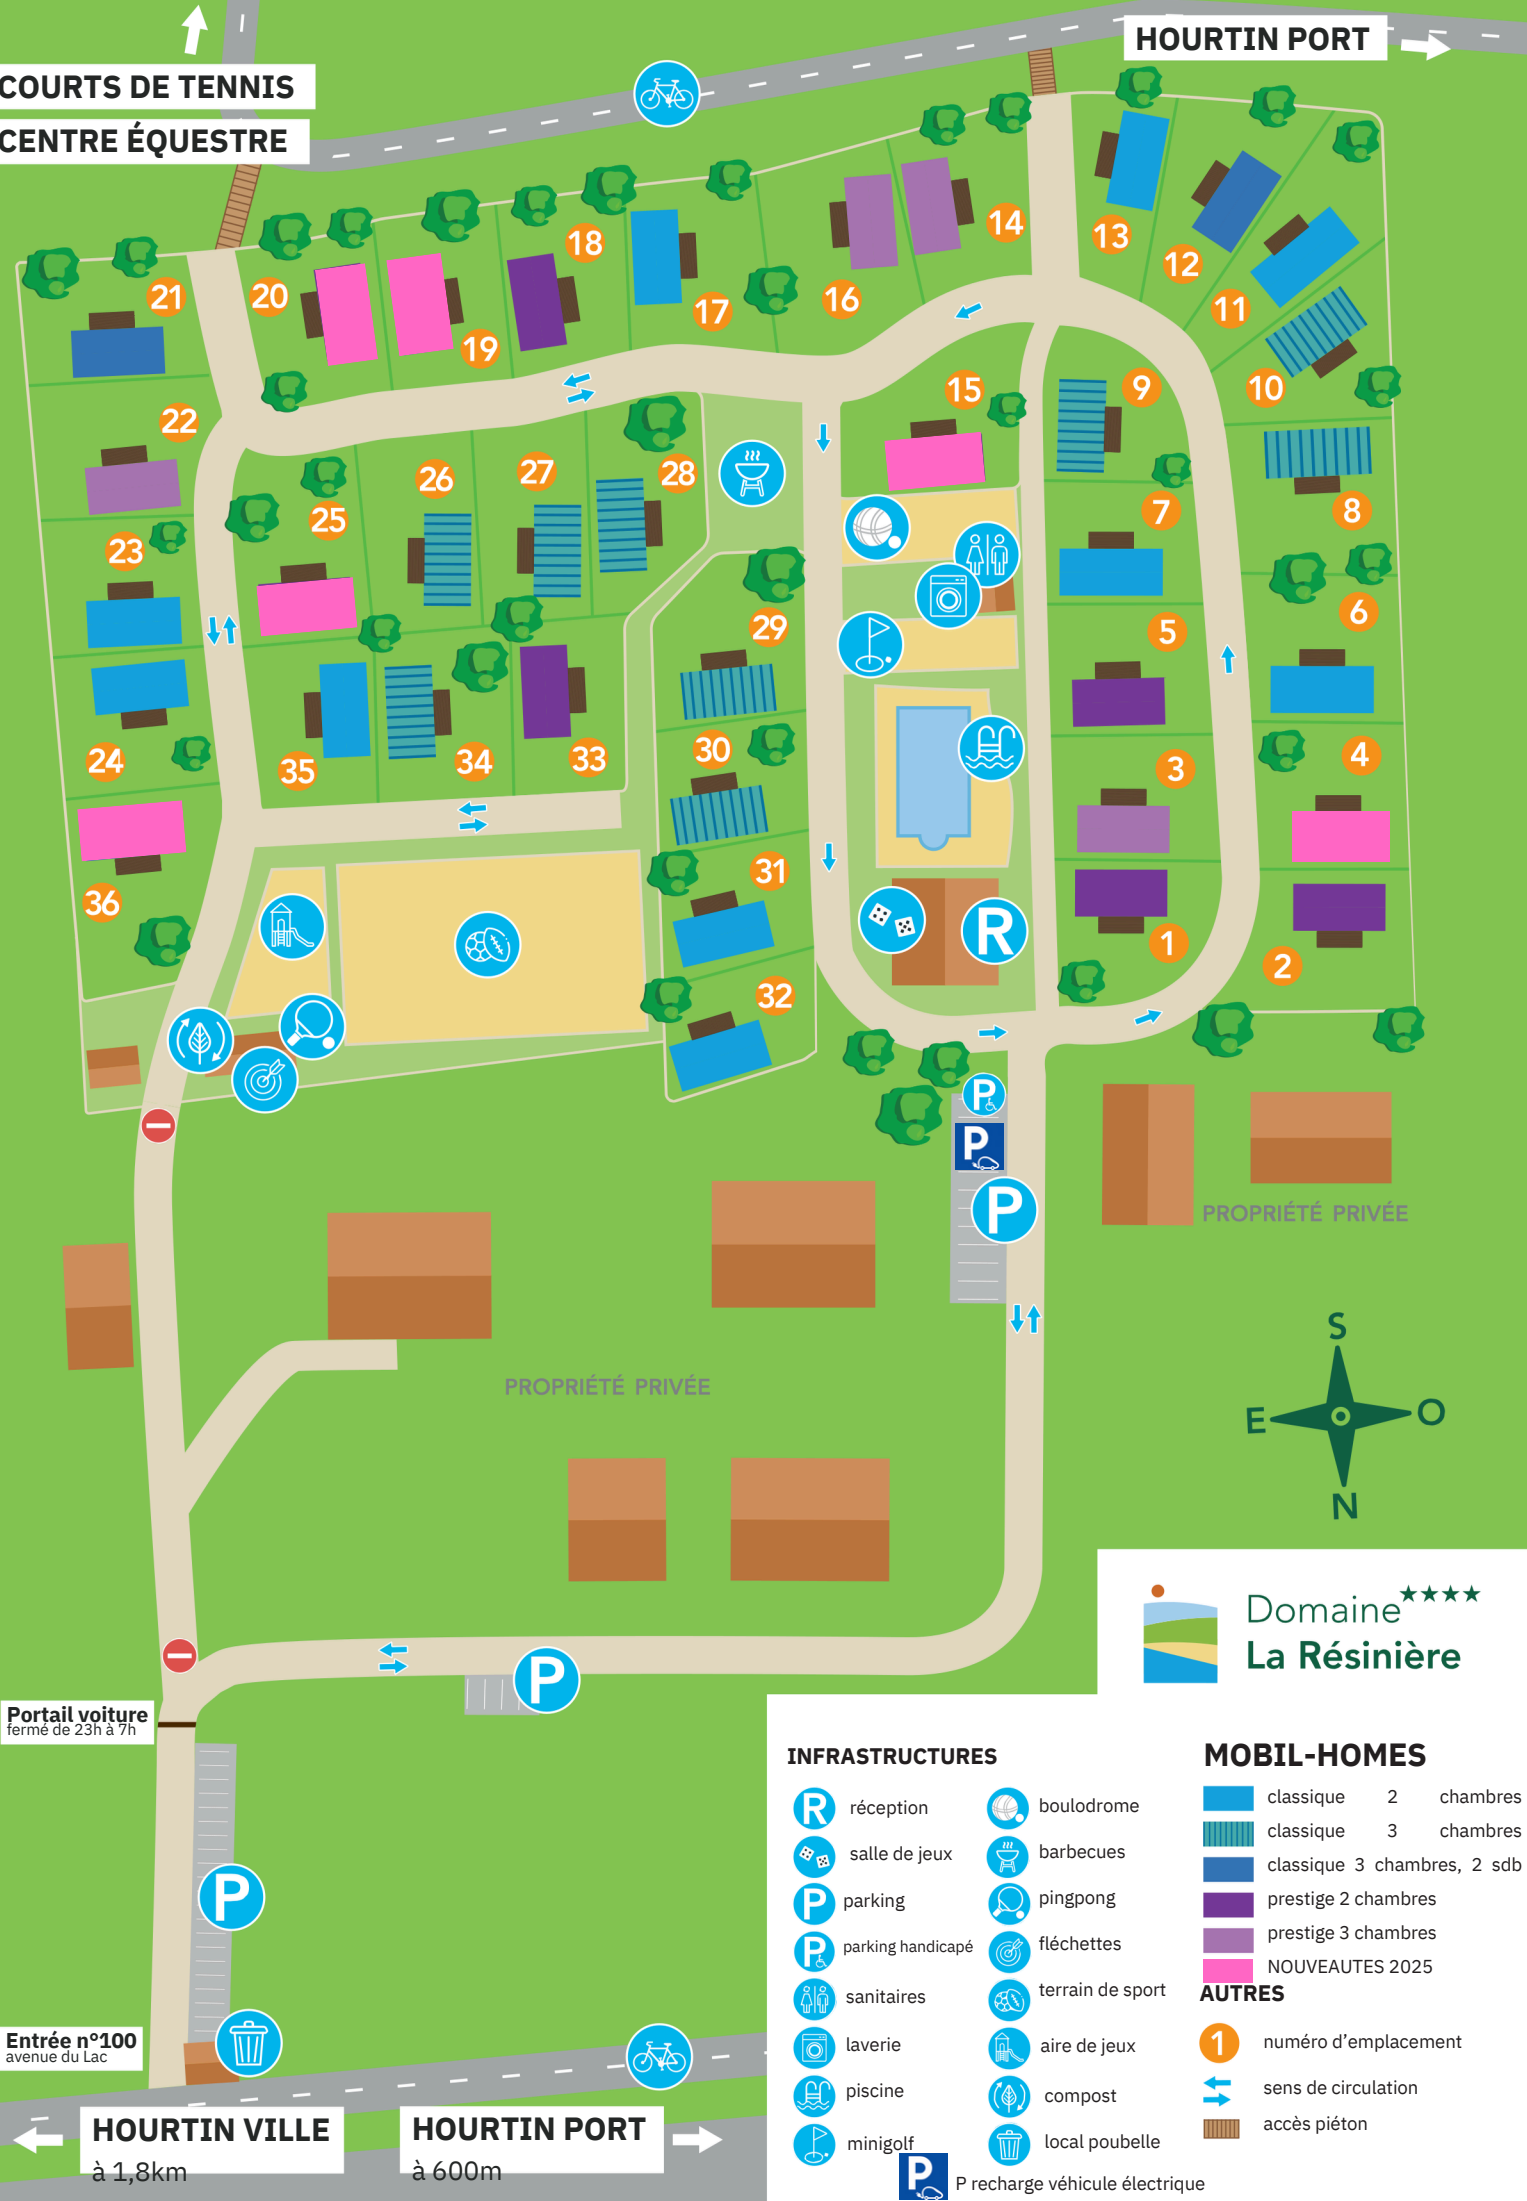 HOURTIN PORT
COURTS DE TENNIS
CENTRE ÉQUESTRE
14
13
18
12
21
20
17
16
11
19
22
15
9
10
26
27
28
25
7
8
23
29
5
6
24
35
34
33
30
3
4
36
31
1
2
R
32
P
P
P
PROPRIÉTÉ PRIVÉE
PROPRIÉTÉ PRIVÉE
S
E
O
N
Domaine
La Résinière
P
Portail voiture
fermé de 23h à 7h
P
Entrée n°100
avenue du Lac
HOURTIN VILLE
à 1,8km
HOURTIN PORT
à 600m
INFRASTRUCTURES
R réception
salle de jeux
P parking
P parking handicapé
sanitaires
laverie
piscine
minigolf
boulodrome
barbecues
pingpong
fléchettes
terrain de sport
aire de jeux
compost
local poubelle
P P recharge véhicule électrique
MOBIL-HOMES
classique 2 chambres
classique 3 chambres
classique 3 chambres, 2 sdb
prestige 2 chambres
prestige 3 chambres
NOUVEAUTES 2025
AUTRES
1 numéro d'emplacement
sens de circulation
accès piéton